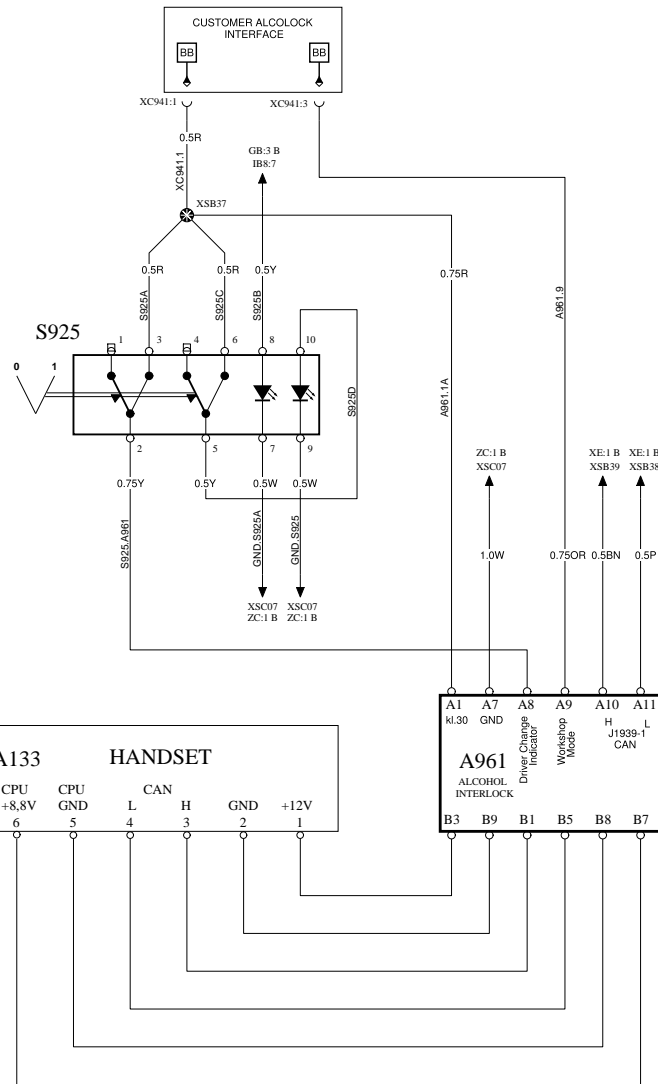 CUSTOMER ALCOLOCK
INTERFACE
BB BB
XC941:1 XC941:3
0.5R
XC941.1
GB:3 B
IB8:7
XSB37
0.5R 0.5R 0.5Y 0.75R
S925A S925C S925B A961.9
S925
1 3 4 6 8 10
0 1
S925D
A961.1A
2 5 7 9
0.75Y 0.5Y 0.5W 0.5W
S925.A961 GND.S925A GND.S925
ZC:1 B XE:1 B XE:1 B
XSC07 XSB39 XSB38
1.0W 0.75OR 0.5BN 0.5P
XSC07 XSC07
ZC:1 B ZC:1 B
A1 A7 A8 A9 A10 A11
kl.30 GND Driver Change Indicator Workshop Mode H L
J1939-1
CAN
A961
ALCOHOL
INTERLOCK
B3 B9 B1 B5 B8 B7
A133 HANDSET
CPU CPU CAN
+8,8V GND L H GND +12V
6 5 4 3 2 1